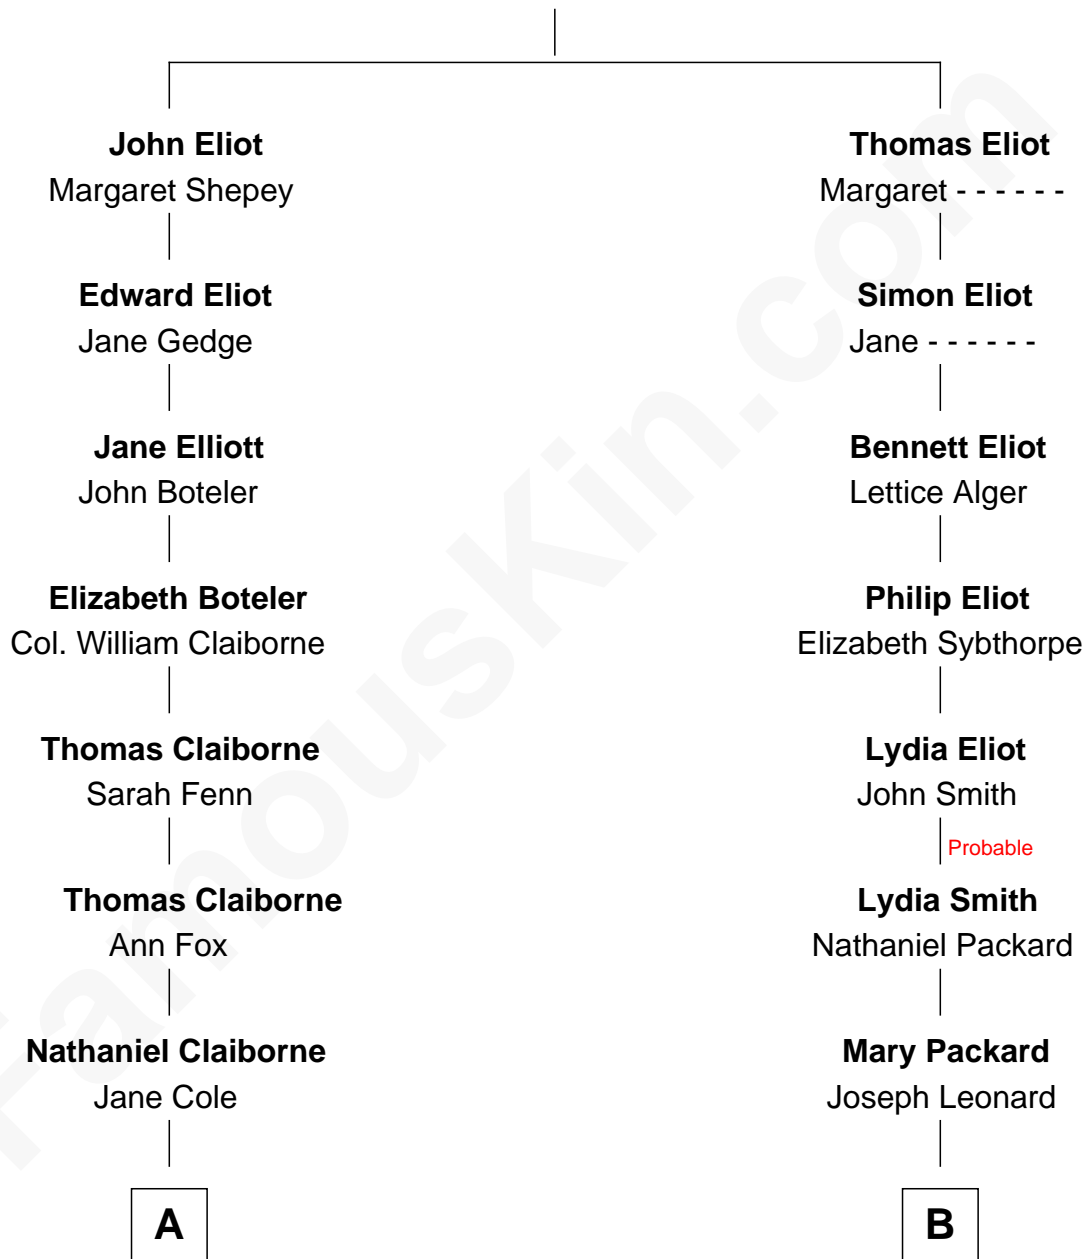 John Eliot
Margaret Shepey
Edward Eliot
Jane Gedge
Jane Elliott
John Boteler
Elizabeth Boteler
Col. William Claiborne
Thomas Claiborne
Sarah Fenn
Thomas Claiborne
Ann Fox
Nathaniel Claiborne
Jane Cole
A
Thomas Eliot
Margaret - - - - - -
Simon Eliot
Jane - - - - - -
Bennett Eliot
Lettice Alger
Philip Eliot
Elizabeth Sybthorpe
Lydia Eliot
John Smith
Probable
Lydia Smith
Nathaniel Packard
Mary Packard
Joseph Leonard
B
FamousKin.com